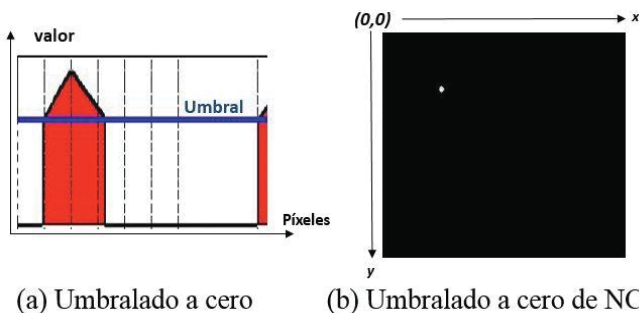 valor
Umbral
Píxeles
(0,0)
x
y
(a) Umbralado a cero
(b) Umbralado a cero de NC